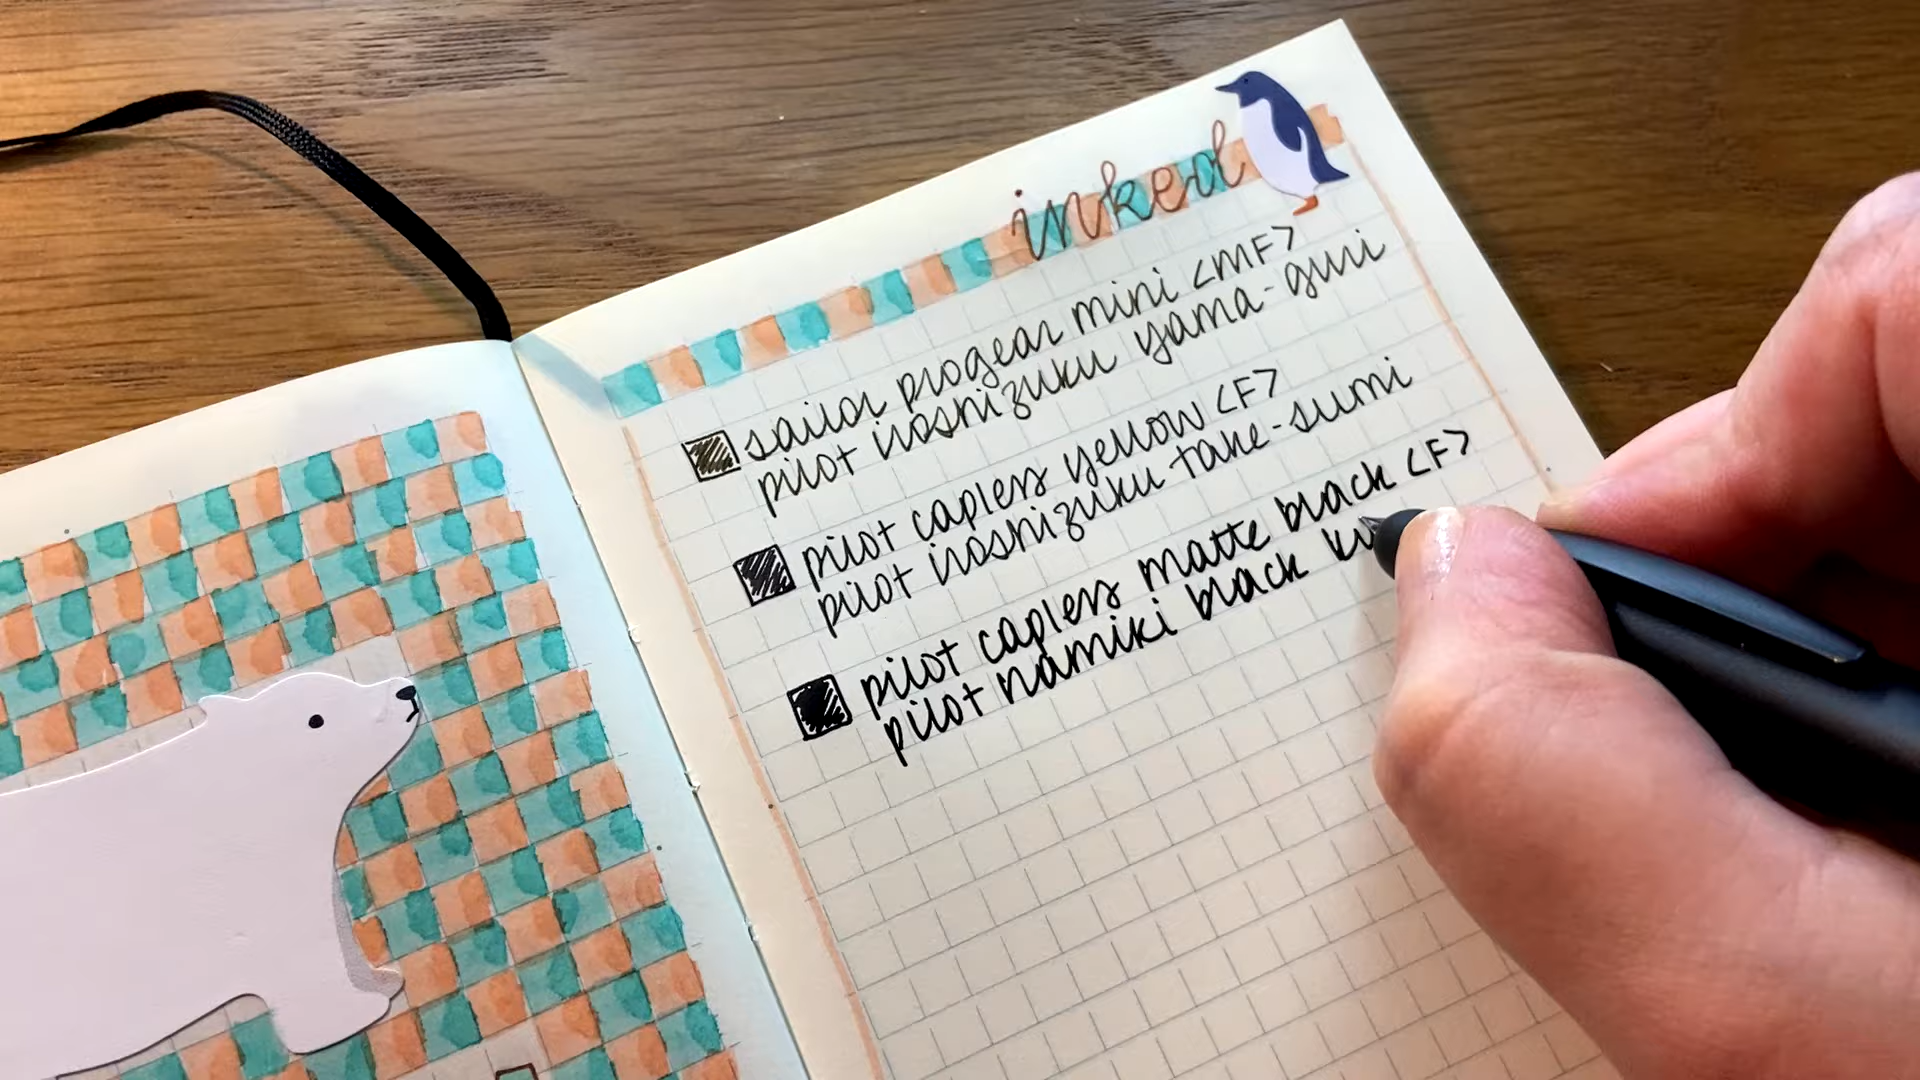 inked
sailor progear mini <MF>
pilot iroshizuku yama-guri
pilot capless yellow <F>
pilot iroshizuku take-sumi
pilot capless matte black <F>
pilot namiki black